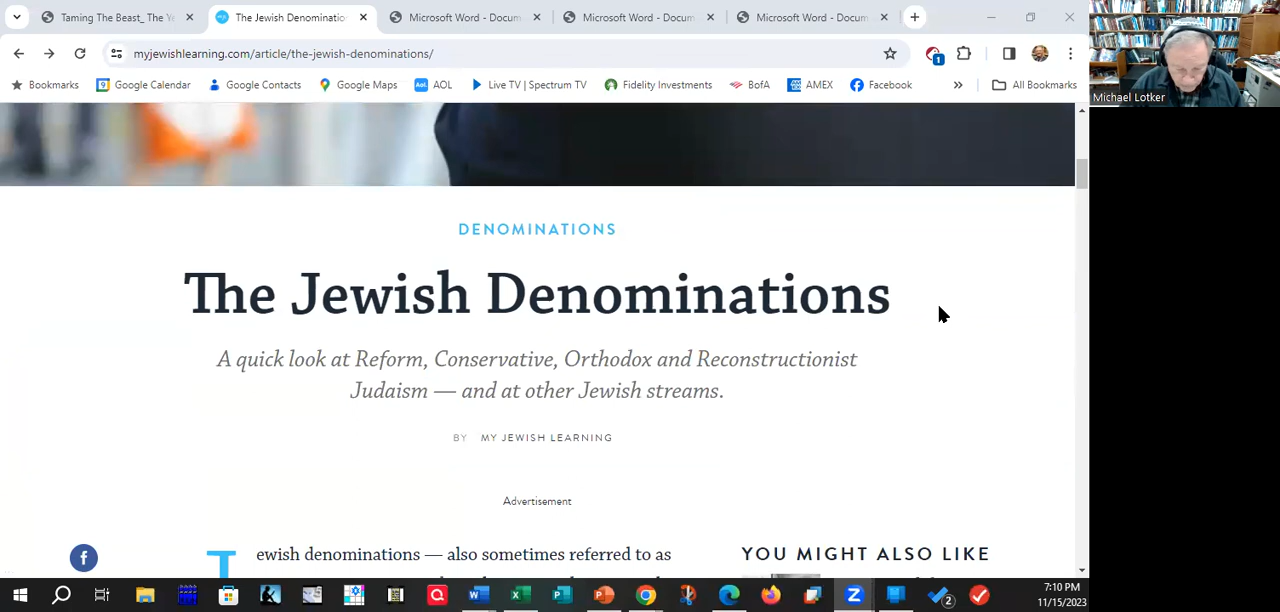 Taming The Beast_ The Y
The Jewish Denominatio
Microsoft Word - Docum
Microsoft Word - Docum
Microsoft Word - Docum
myjewishlearning.com/article/the-jewish-denominations/
1
Bookmarks
Google Calendar
Google Contacts
Google Maps
Aol.
AOL
Live TV | Spectrum TV
Fidelity Investments
BofA
AMEX
Facebook
»
All Bookmarks
Michael Lotker
DENOMINATIONS
The Jewish Denominations
A quick look at Reform, Conservative, Orthodox and Reconstructionist
Judaism — and at other Jewish streams.
BY MY JEWISH LEARNING
Advertisement
ewish denominations — also sometimes referred to as
YOU MIGHT ALSO LIKE
7:10 PM
11/15/2023
2